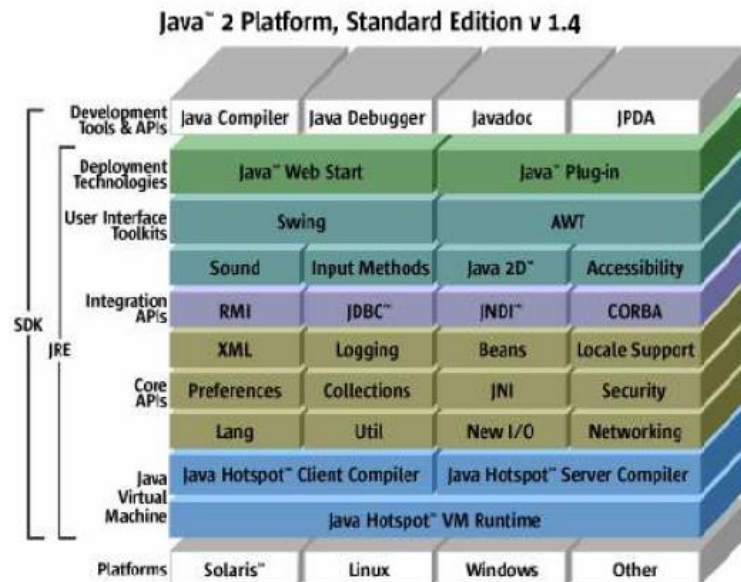 Java™ 2 Platform, Standard Edition v 1.4
Development Tools & APIs
Java Compiler Java Debugger Javadoc JPDA
Deployment Technologies
Java™ Web Start Java™ Plug-in
User Interface Toolkits
Swing AWT
Sound Input Methods Java 2D™ Accessibility
Integration APIs
RMI JDBC™ JNDI™ CORBA
SDK
JRE
XML Logging Beans Locale Support
Core APIs
Preferences Collections JNI Security
Lang Util New I/O Networking
Java Virtual Machine
Java Hotspot™ Client Compiler Java Hotspot™ Server Compiler
Java Hotspot™ VM Runtime
Platforms
Solaris™ Linux Windows Other